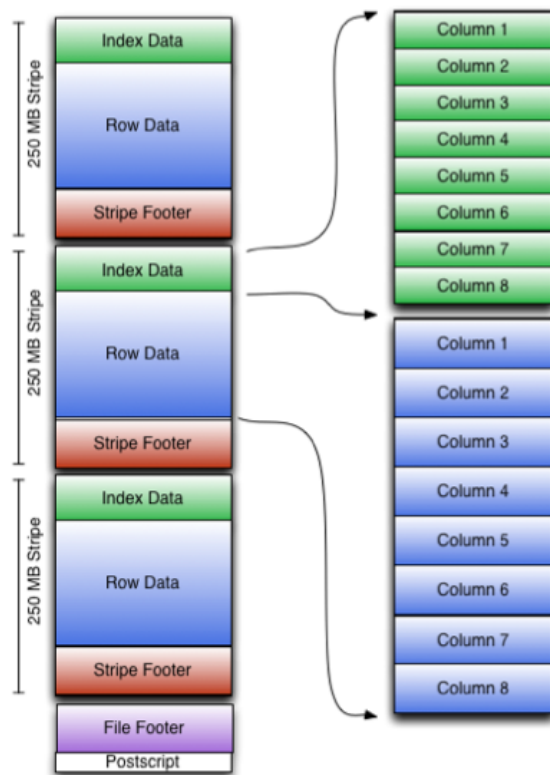 250 MB Stripe
Index Data
Row Data
Stripe Footer
250 MB Stripe
Index Data
Row Data
Stripe Footer
250 MB Stripe
Index Data
Row Data
Stripe Footer
File Footer
Postscript
Column 1
Column 2
Column 3
Column 4
Column 5
Column 6
Column 7
Column 8
Column 1
Column 2
Column 3
Column 4
Column 5
Column 6
Column 7
Column 8